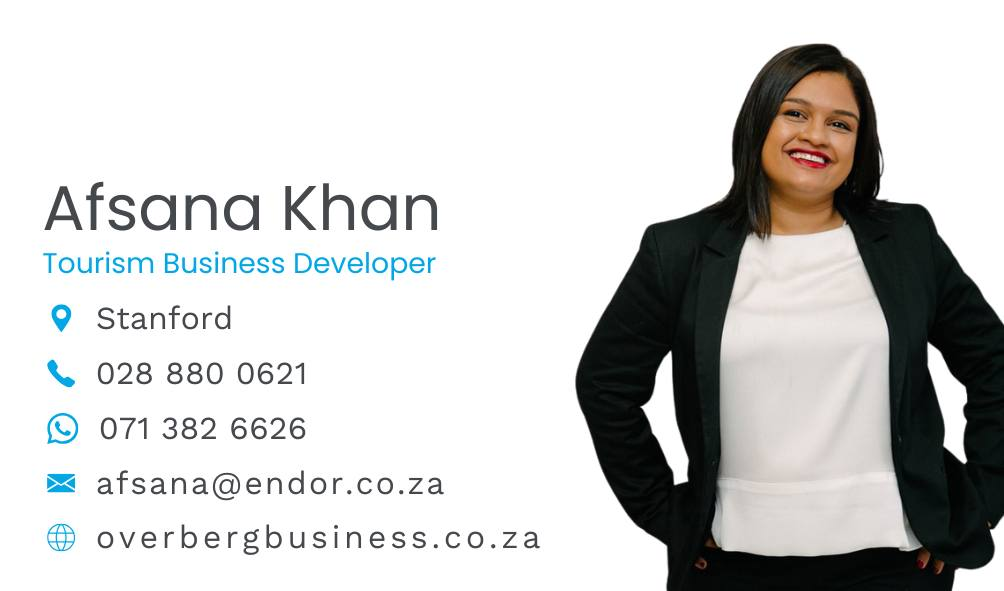 Afsana Khan
Tourism Business Developer
Stanford
028 880 0621
071 382 6626
afsana@endor.co.za
overbergbusiness.co.za